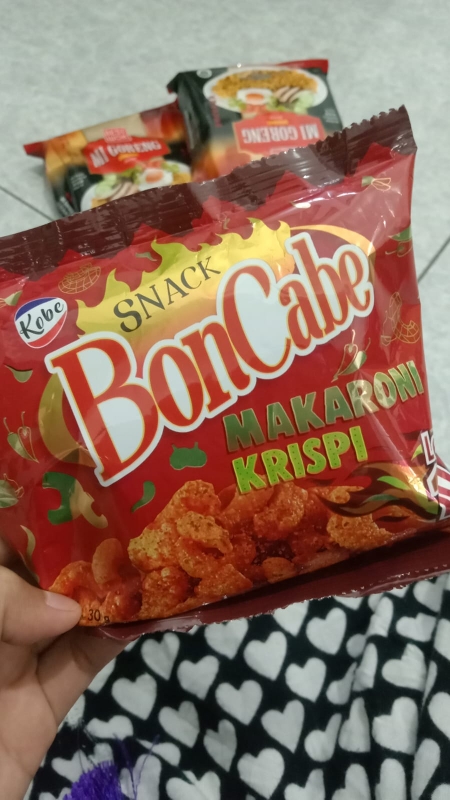 MI GORENG
MI GORENG
Kobe
SNACK
BonCabe
MAKARONI
KRISPI
30 g